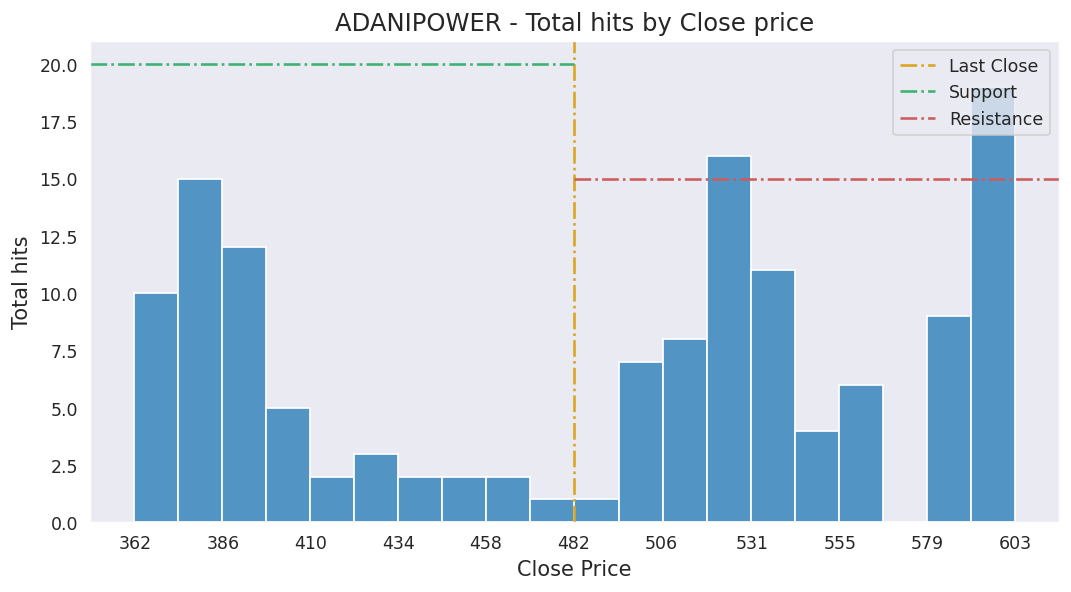 ADANIPOWER - Total hits by Close price
Last Close
Support
Resistance
Total hits
20.0
17.5
15.0
12.5
10.0
7.5
5.0
2.5
0.0
362 386 410 434 458 482 506 531 555 579 603
Close Price